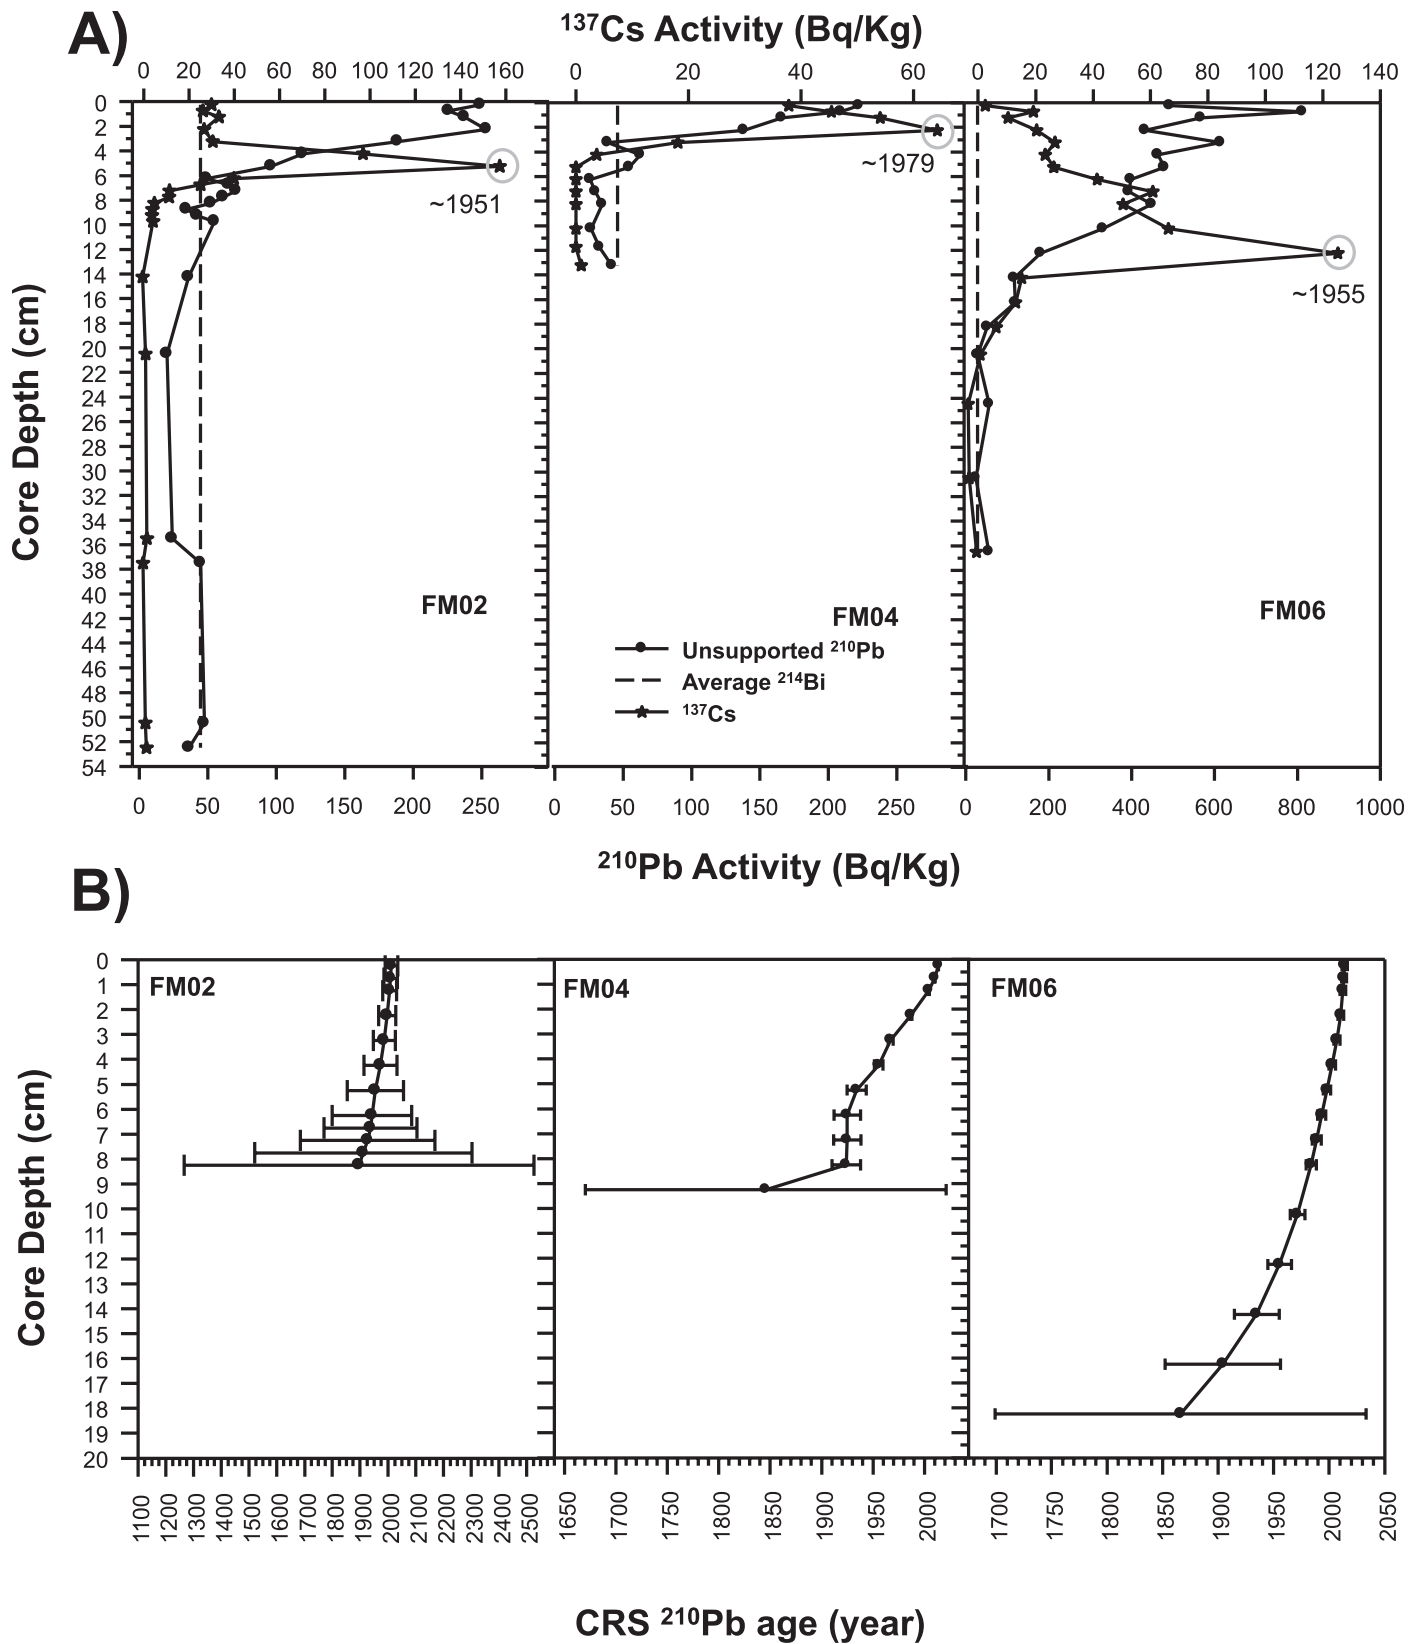 A)
¹³⁷Cs Activity (Bq/Kg)
0 20 40 60 80 100 120 140 160
0 20 40 60
0 20 40 60 80 100 120 140
0
2
4
6
8
10
12
14
16
18
20
22
24
26
28
30
32
34
36
38
40
42
44
46
48
50
52
54
Core Depth (cm)
~1951
~1979
~1955
FM02
FM04
FM06
Unsupported ²¹⁰Pb
Average ²¹⁴Bi
¹³⁷Cs
0 50 100 150 200 250
0 50 100 150 200 250
0 200 400 600 800 1000
²¹⁰Pb Activity (Bq/Kg)
B)
FM02
FM04
FM06
0
1
2
3
4
5
6
7
8
9
10
11
12
13
14
15
16
17
18
19
20
Core Depth (cm)
1100 1200 1300 1400 1500 1600 1700 1800 1900 2000 2100 2200 2300 2400 2500
1650 1700 1750 1800 1850 1900 1950 2000
1700 1750 1800 1850 1900 1950 2000 2050
CRS ²¹⁰Pb age (year)